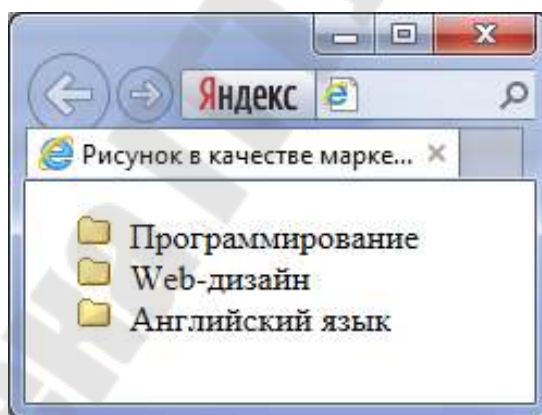 Яндекс
Рисунок в качестве марке...
Программирование
Web-дизайн
Английский язык